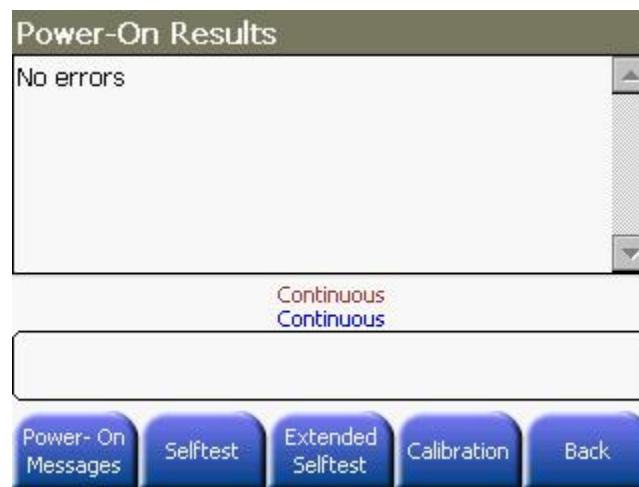 Power-On Results
No errors
Continuous
Continuous
Power- On
Messages
Selftest
Extended
Selftest
Calibration
Back